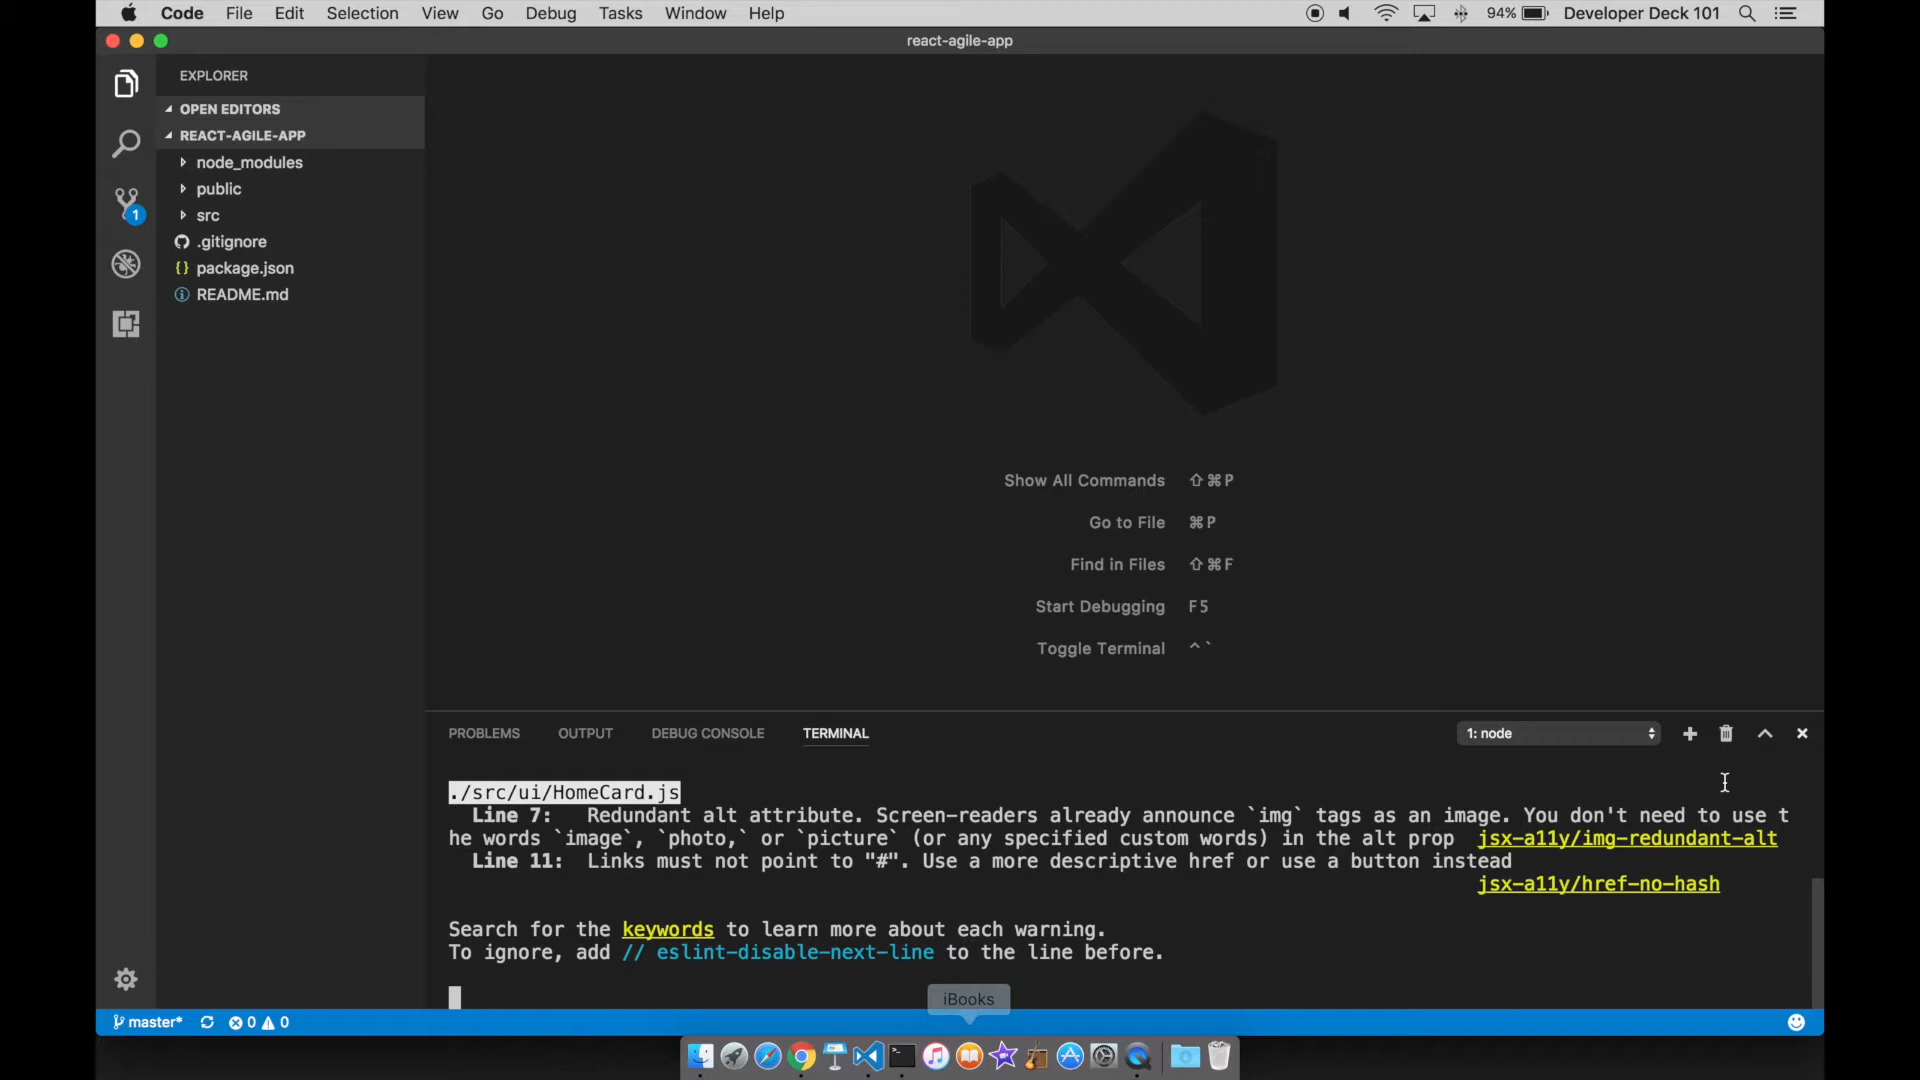 Code File Edit Selection View Go Debug Tasks Window Help 94% Developer Deck 101
react-agile-app
EXPLORER
OPEN EDITORS
REACT-AGILE-APP
node_modules
public
src
.gitignore
package.json
README.md
1
Show All Commands ⇧⌘P
Go to File ⌘P
Find in Files ⇧⌘F
Start Debugging F5
Toggle Terminal ^`
PROBLEMS OUTPUT DEBUG CONSOLE TERMINAL 1: node
./src/ui/HomeCard.js
Line 7: Redundant alt attribute. Screen-readers already announce `img` tags as an image. You don't need to use t
he words `image`, `photo,` or `picture` (or any specified custom words) in the alt prop jsx-a11y/img-redundant-alt
Line 11: Links must not point to "#". Use a more descriptive href or use a button instead
jsx-a11y/href-no-hash
Search for the keywords to learn more about each warning.
To ignore, add // eslint-disable-next-line to the line before.
iBooks
master* 0 0